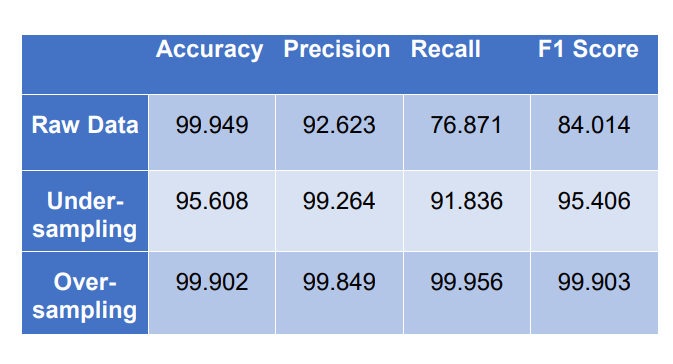 Accuracy Precision Recall F1 Score
Raw Data 99.949 92.623 76.871 84.014
Under-
sampling 95.608 99.264 91.836 95.406
Over-
sampling 99.902 99.849 99.956 99.903